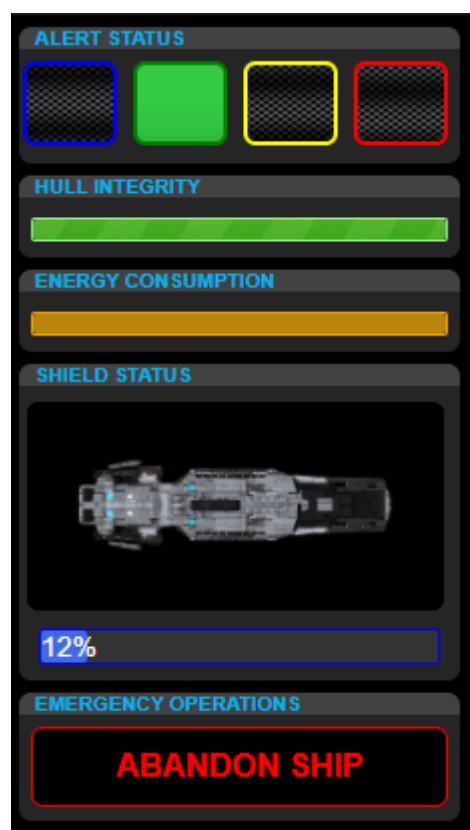 ALERT STATUS
HULL INTEGRITY
ENERGY CONSUMPTION
SHIELD STATUS
12%
EMERGENCY OPERATIONS
ABANDON SHIP